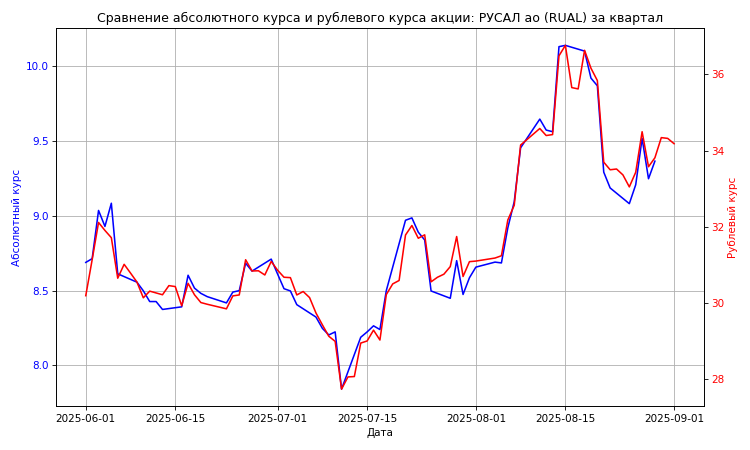 Сравнение абсолютного курса и рублевого курса акции: РУСАЛ ао (RUAL) за квартал
10.0
9.5
9.0
8.5
8.0
Абсолютный курс
36
34
32
30
28
Рублевый курс
2025-06-01 2025-06-15 2025-07-01 2025-07-15 2025-08-01 2025-08-15 2025-09-01
Дата